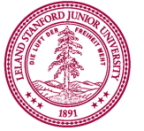 LELAND STANFORD JUNIOR UNIVERSITY
DIE LUFT DER FREIHEIT WEHT
1891